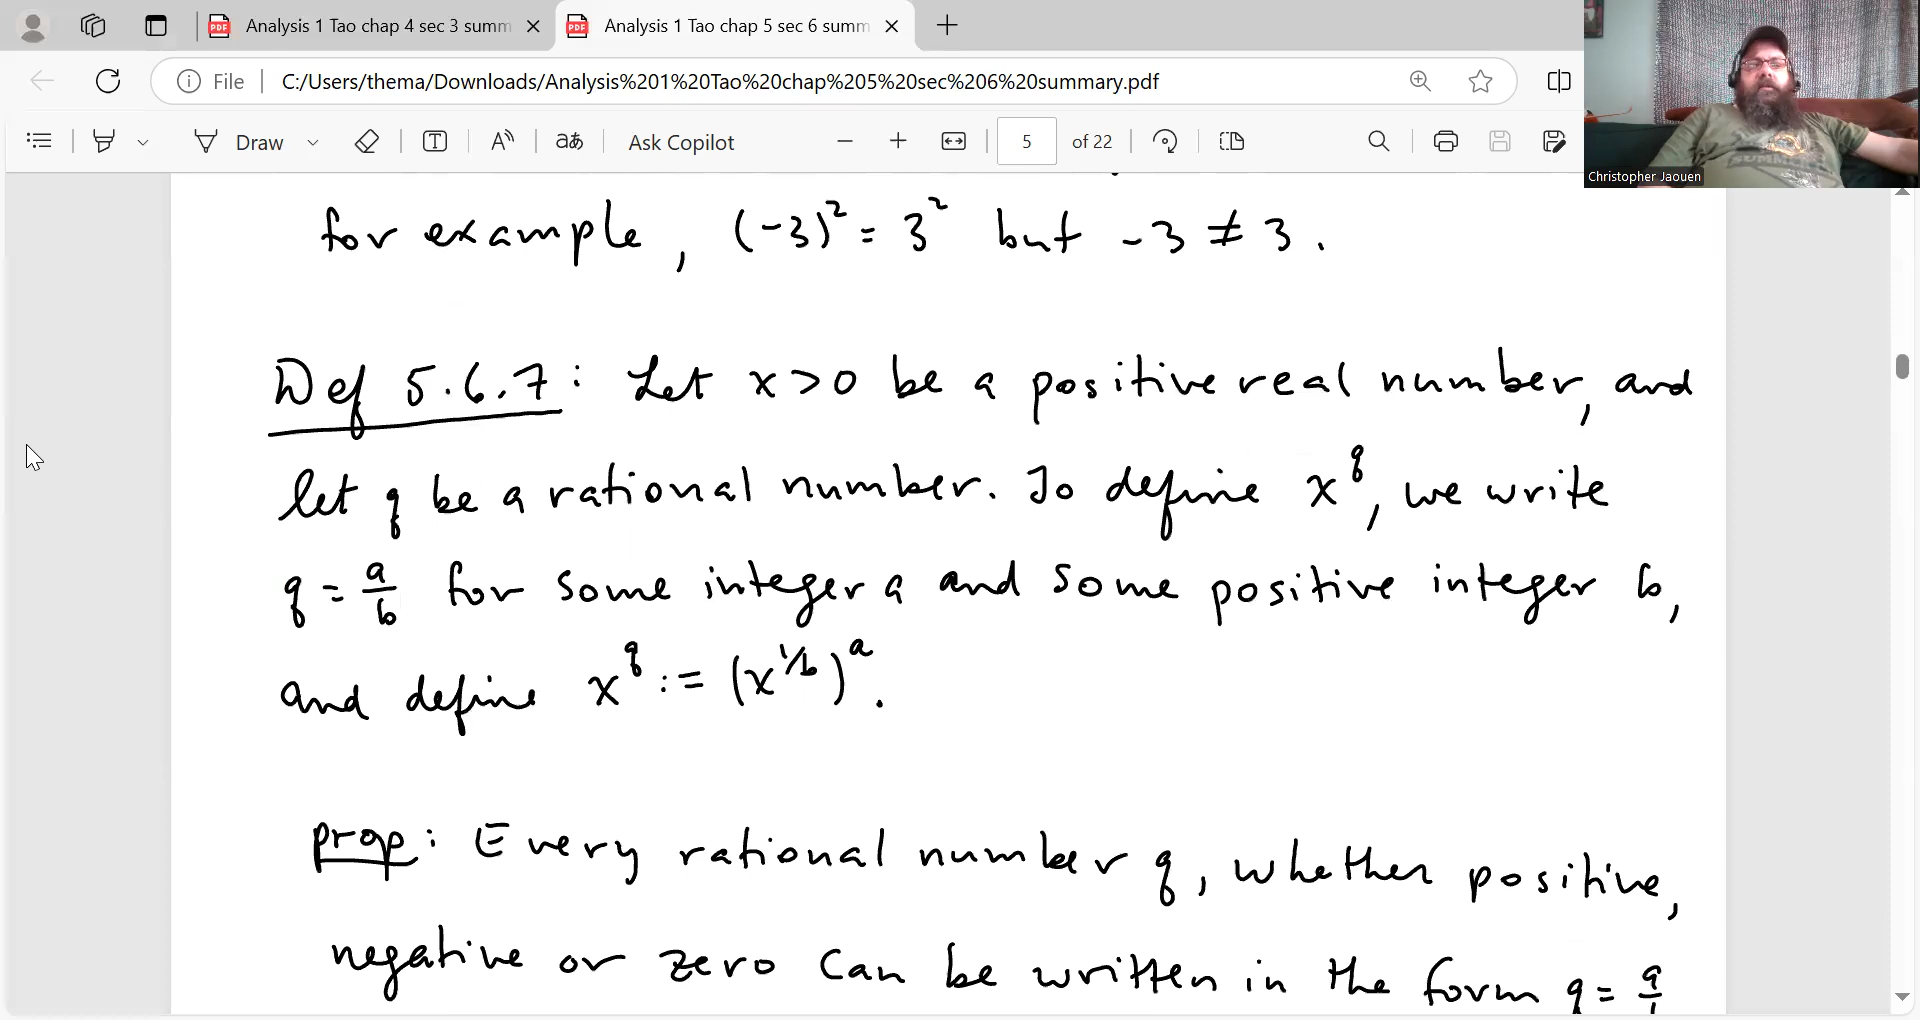 Analysis 1 Tao chap 4 sec 3 summ
Analysis 1 Tao chap 5 sec 6 summ
File
C:/Users/thema/Downloads/Analysis%201%20Tao%20chap%205%20sec%206%20summary.pdf
Draw
Ask Copilot
5 of 22
Christopher Jaouen
for example, (-3)² = 3² but -3 ≠ 3.
Def 5.6.7: Let x > 0 be a positive real number, and
let q be a rational number. To define x^q, we write
q = a/b for some integer a and some positive integer b,
and define x^q := (x^1/b)^a.
prop: Every rational number q, whether positive,
negative or zero can be written in the form q = a